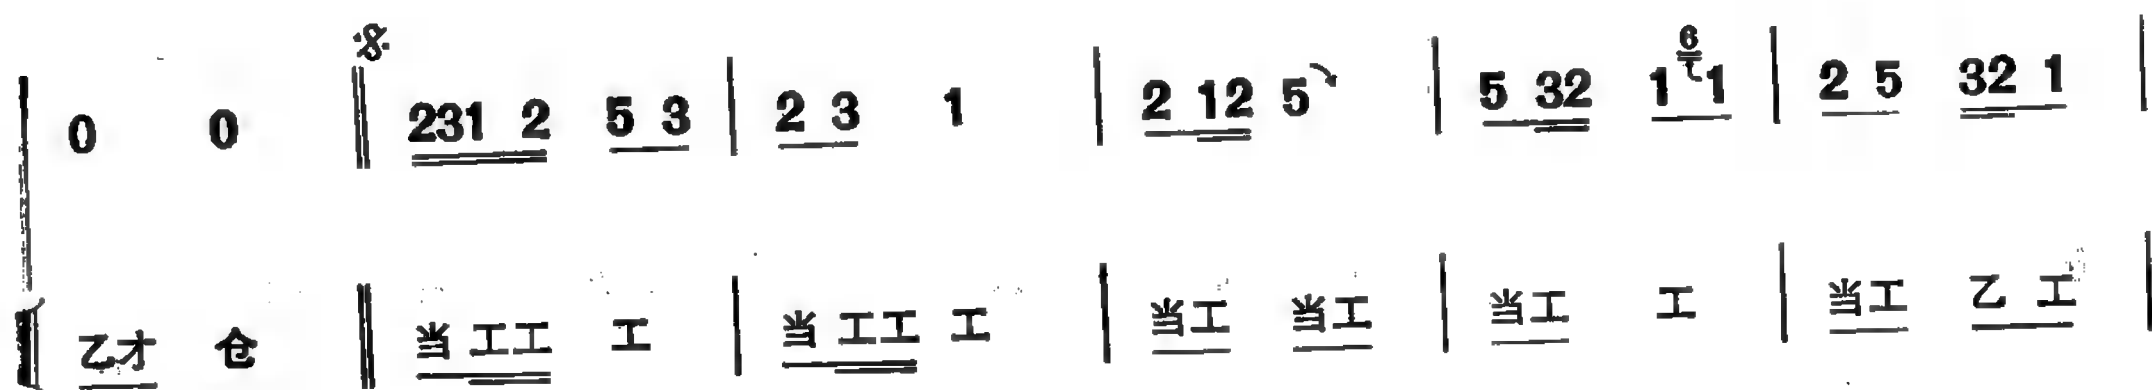 0 0 ‖ 231 2 5 3 | 2 3 1 | 2 12 5 | 5 32 1 6 1 | 2 5 32 1 |
乙才 仓 ‖ 当 工工 工 | 当 工工 工 | 当工 当工 | 当工 工 | 当工 乙 工 |